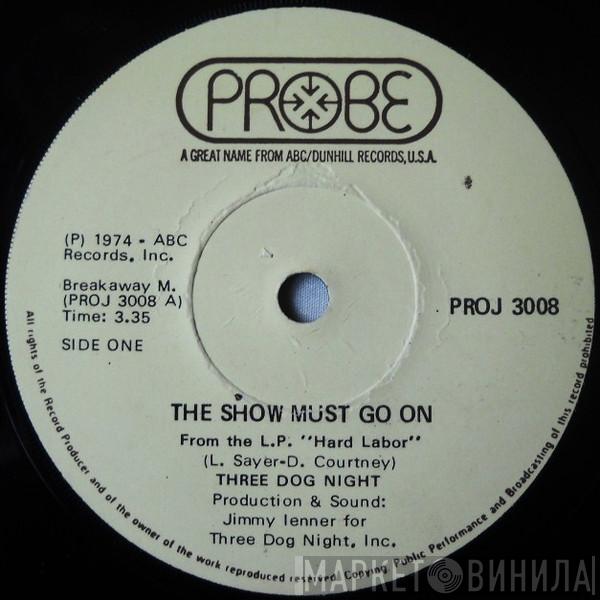 PROBE
A GREAT NAME FROM ABC/DUNHILL RECORDS, U.S.A.
(P) 1974 - ABC
Records, Inc.
Breakaway M.
(PROJ 3008 A)
Time: 3.35
SIDE ONE
PROJ 3008
THE SHOW MUST GO ON
From the L.P. "Hard Labor"
(L. Sayer-D. Courtney)
THREE DOG NIGHT
Production & Sound:
Jimmy Ienner for
Three Dog Night, Inc.
All rights of the Record Producer and of the owner of the work reproduced reserved. Copying, Public Performance and Broadcasting of this record prohibited
МАРКЕТ ВИНИЛА